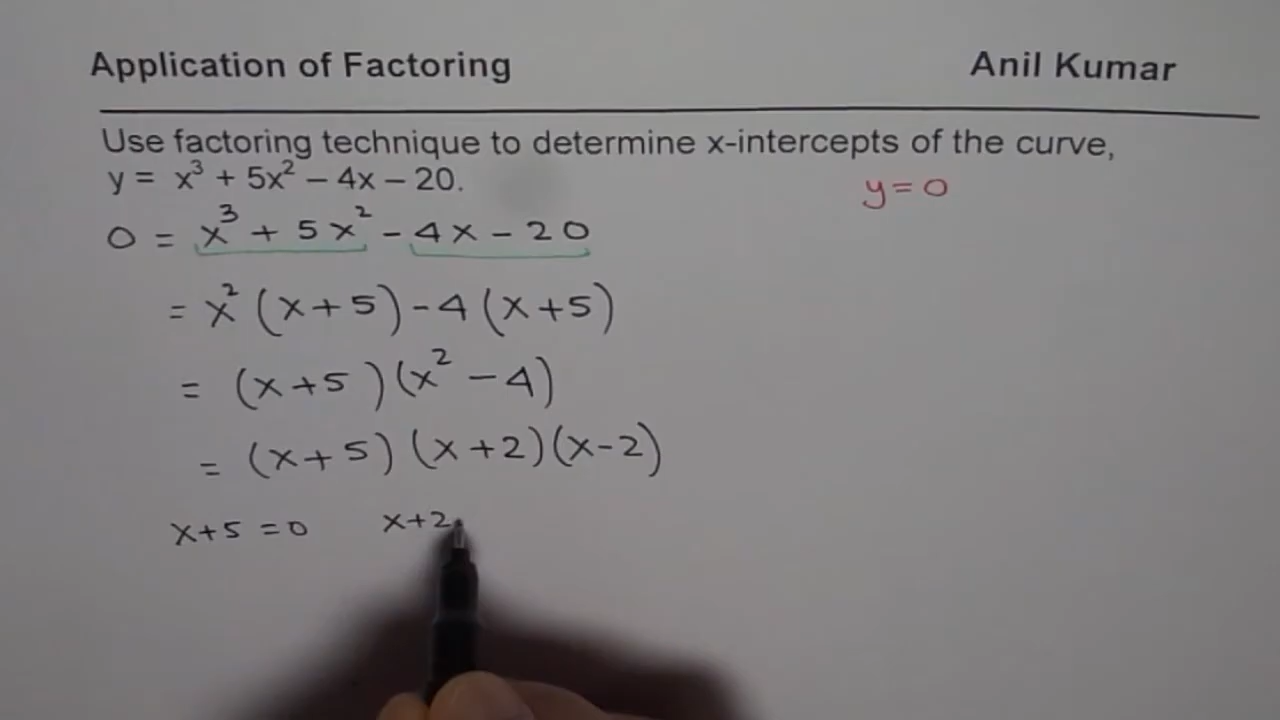 Application of Factoring Anil Kumar
Use factoring technique to determine x-intercepts of the curve,
y = x³ + 5x² – 4x – 20.
y = 0
0 = x³ + 5x² - 4x - 20
= x² (x+5) - 4 (x+5)
= (x+5) (x² - 4)
= (x+5) (x+2) (x-2)
x+5 = 0 x+2